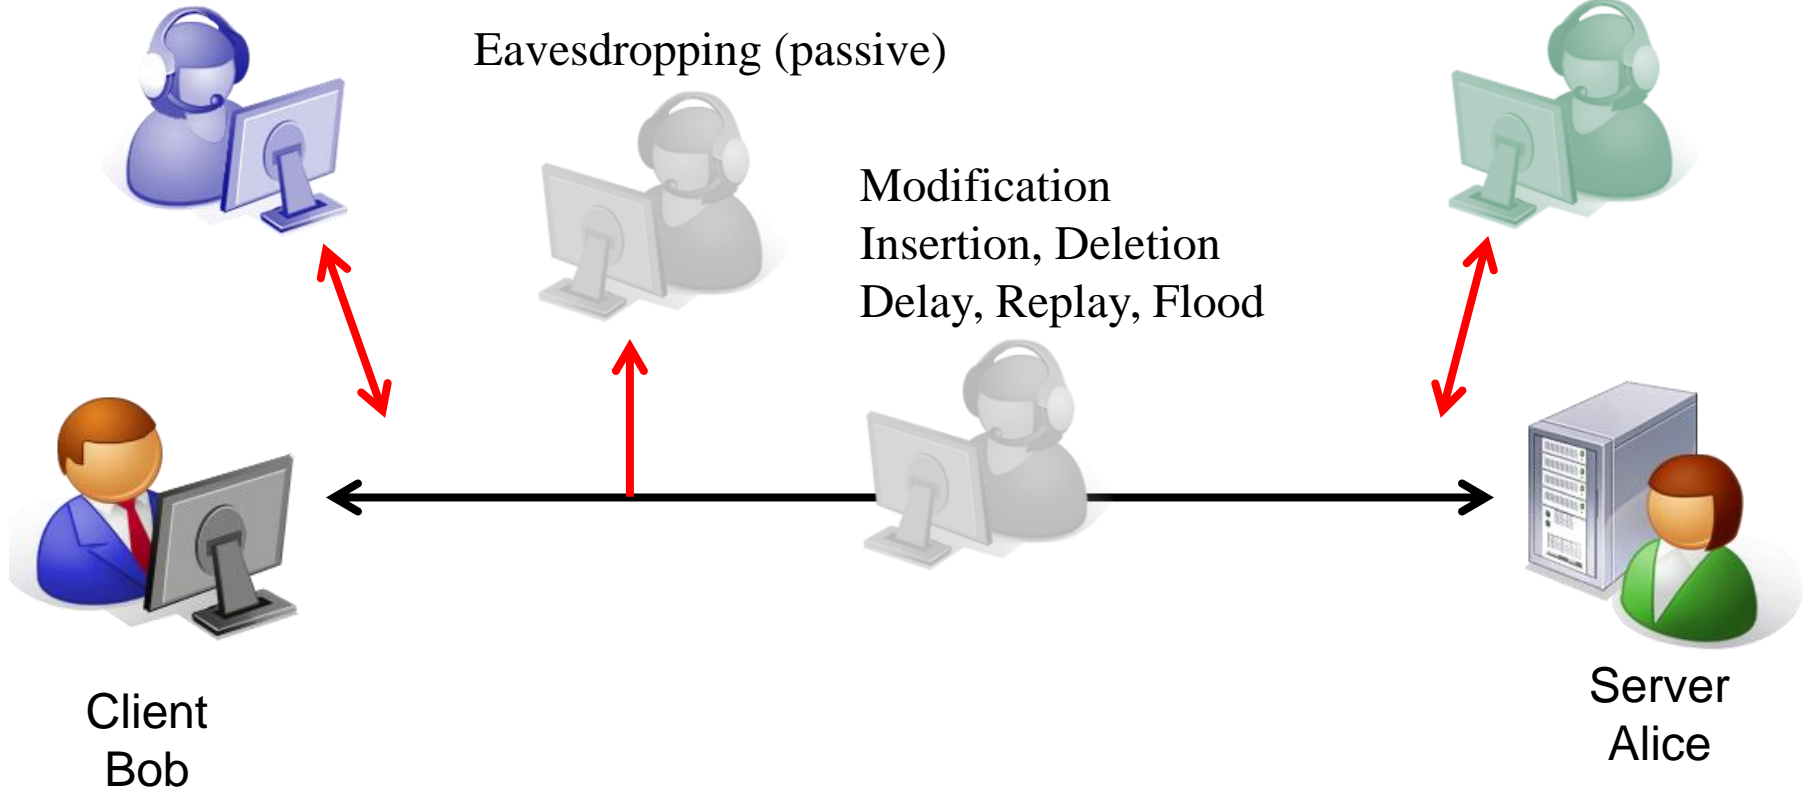 Eavesdropping (passive)
Modification
Insertion, Deletion
Delay, Replay, Flood
Client
Bob
Server
Alice